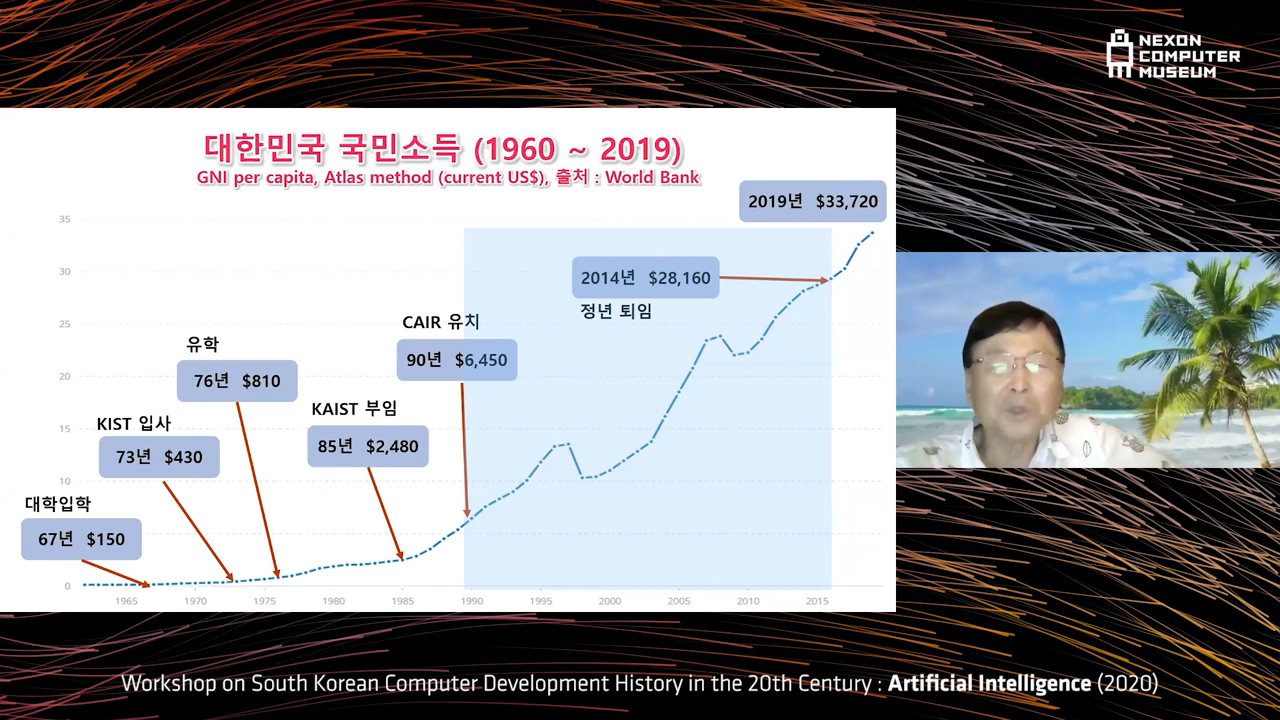 NEXON
COMPUTER
MUSEUM
대한민국 국민소득 (1960 ~ 2019)
GNI per capita, Atlas method (current US$), 출처 : World Bank
2019년 $33,720
35
30
2014년 $28,160
정년 퇴임
25
CAIR 유치
90년 $6,450
유학
76년 $810
20
KAIST 부임
85년 $2,480
KIST 입사
73년 $430
15
10
대학입학
67년 $150
0
1965 1970 1975 1980 1985 1990 1995 2000 2005 2010 2015
Workshop on South Korean Computer Development History in the 20th Century : Artificial Intelligence (2020)